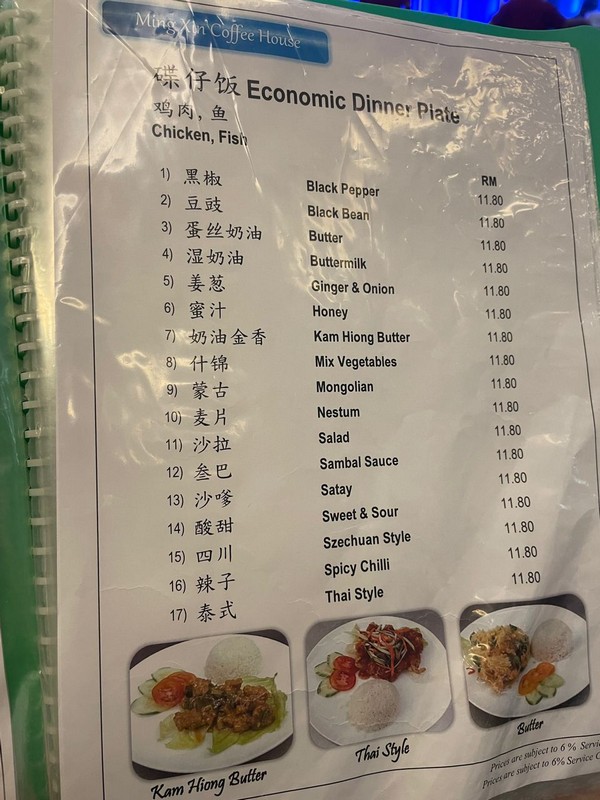 Ming Xin Coffee House
碟仔饭 Economic Dinner Plate
鸡肉, 鱼
Chicken, Fish
RM
1) 黑椒 Black Pepper 11.80
2) 豆豉 Black Bean 11.80
3) 蛋丝奶油 Butter 11.80
4) 湿奶油 Buttermilk 11.80
5) 姜葱 Ginger & Onion 11.80
6) 蜜汁 Honey 11.80
7) 奶油金香 Kam Hiong Butter 11.80
8) 什锦 Mix Vegetables 11.80
9) 蒙古 Mongolian 11.80
10) 麦片 Nestum 11.80
11) 沙拉 Salad 11.80
12) 叁巴 Sambal Sauce 11.80
13) 沙嗲 Satay 11.80
14) 酸甜 Sweet & Sour 11.80
15) 四川 Szechuan Style 11.80
16) 辣子 Spicy Chilli 11.80
17) 泰式 Thai Style 11.80
Kam Hiong Butter
Thai Style
Butter
Prices are subject to 6 %
Prices are subject to 6% Service